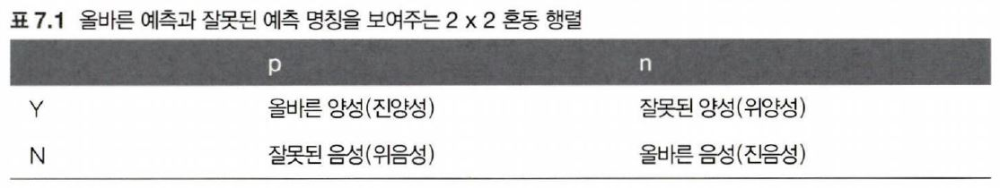 표 7.1 올바른 예측과 잘못된 예측 명칭을 보여주는 2 x 2 혼동 행렬
p n
Y 올바른 양성(진양성) 잘못된 양성(위양성)
N 잘못된 음성(위음성) 올바른 음성(진음성)